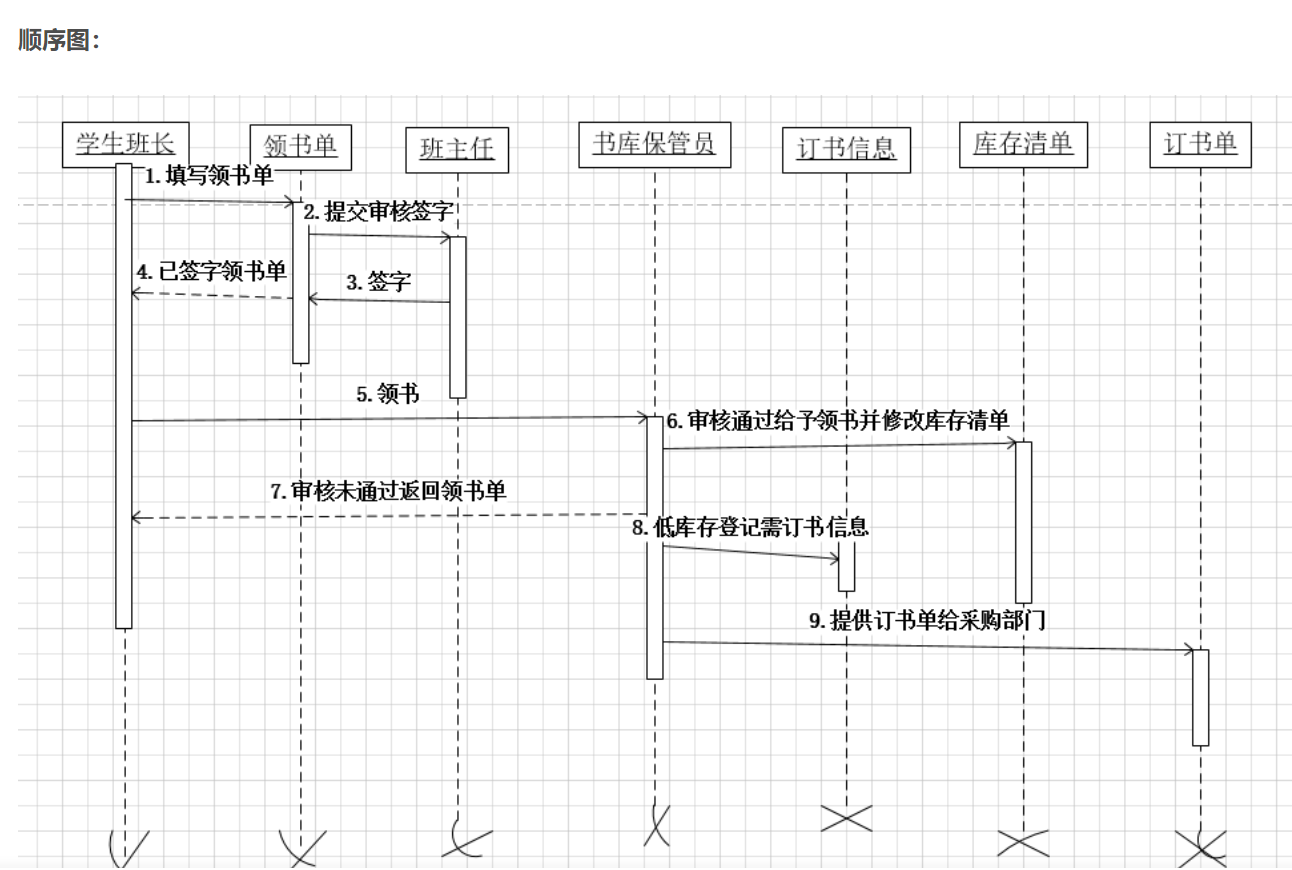 顺序图：
学生班长
领书单
班主任
书库保管员
订书信息
库存清单
订书单
1.填写领书单
2.提交审核签字
4.已签字领书单
3.签字
5.领书
6.审核通过给予领书并修改库存清单
7.审核未通过返回领书单
8.低库存登记需订书信息
9.提供订书单给采购部门